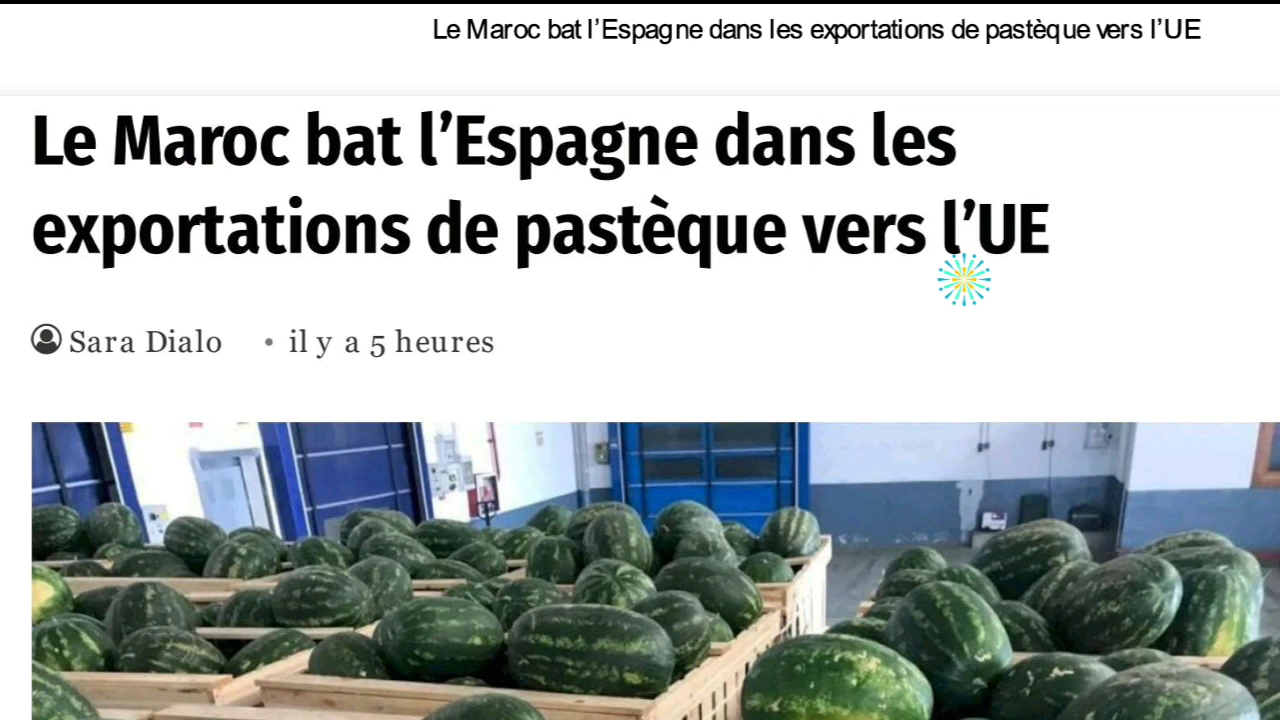 Le Maroc bat l’Espagne dans les exportations de pastèque vers l’UE
Le Maroc bat l’Espagne dans les
exportations de pastèque vers l’UE
Sara Dialo • il y a 5 heures